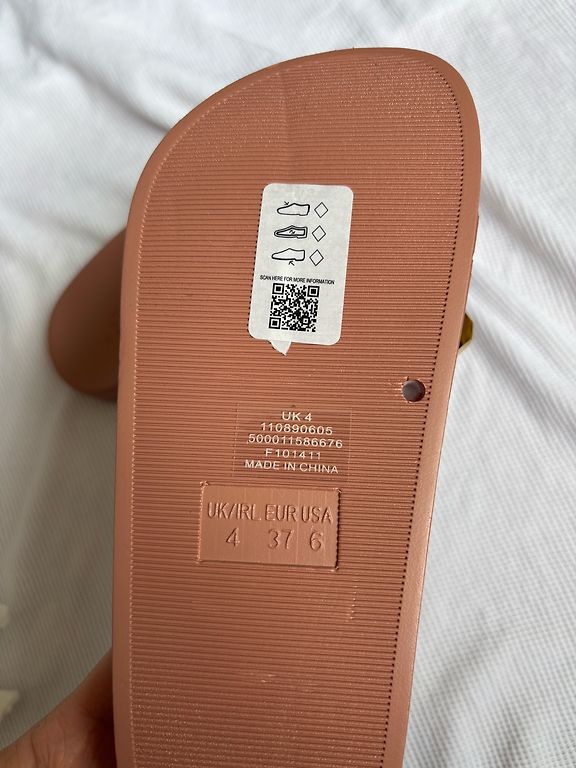 SCAN HERE FOR MORE INFORMATION
UK 4
110890605
500011586676
F101411
MADE IN CHINA
UK/IRL EUR USA
4 37 6